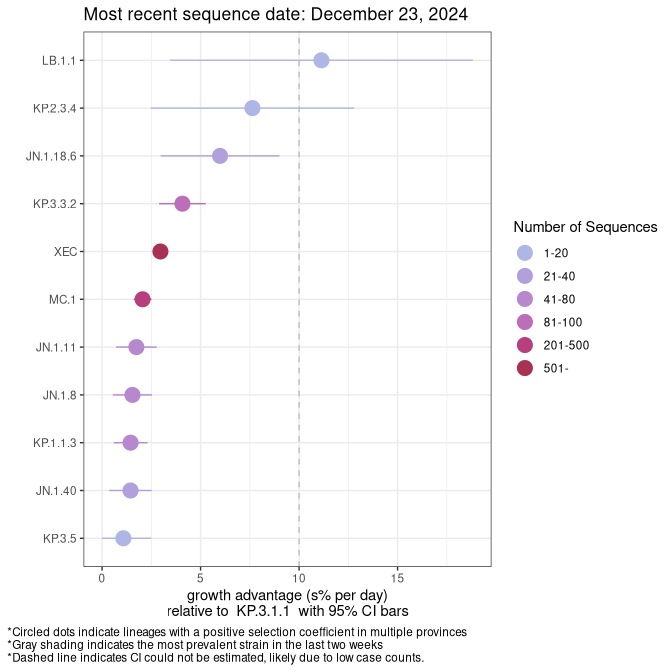 Most recent sequence date: December 23, 2024
LB.1.1
KP.2.3.4
JN.1.18.6
KP.3.3.2
XEC
MC.1
JN.1.11
JN.1.8
KP.1.1.3
JN.1.40
KP.3.5
0 5 10 15
growth advantage (s% per day)
relative to KP.3.1.1 with 95% CI bars
Number of Sequences
1-20
21-40
41-80
81-100
201-500
501-
*Circled dots indicate lineages with a positive selection coefficient in multiple provinces
*Gray shading indicates the most prevalent strain in the last two weeks
*Dashed line indicates CI could not be estimated, likely due to low case counts.